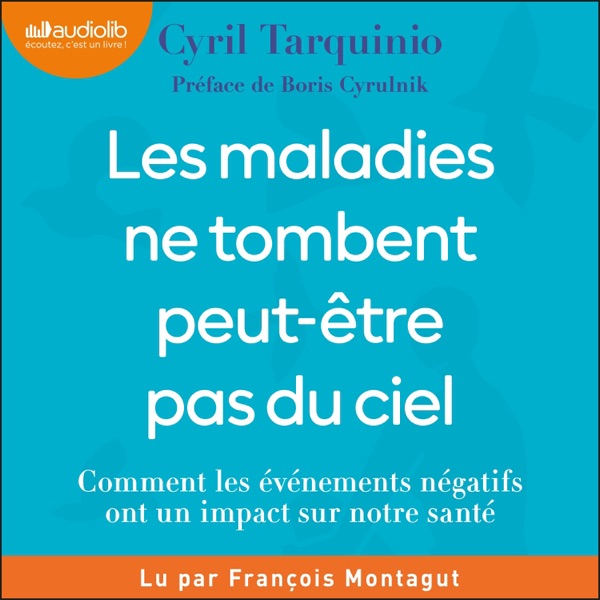 audiolib
écoutez, c'est un livre !
Cyril Tarquinio
Préface de Boris Cyrulnik
Les maladies
ne tombent
peut-être
pas du ciel
Comment les événements négatifs
ont un impact sur notre santé
Lu par François Montagut